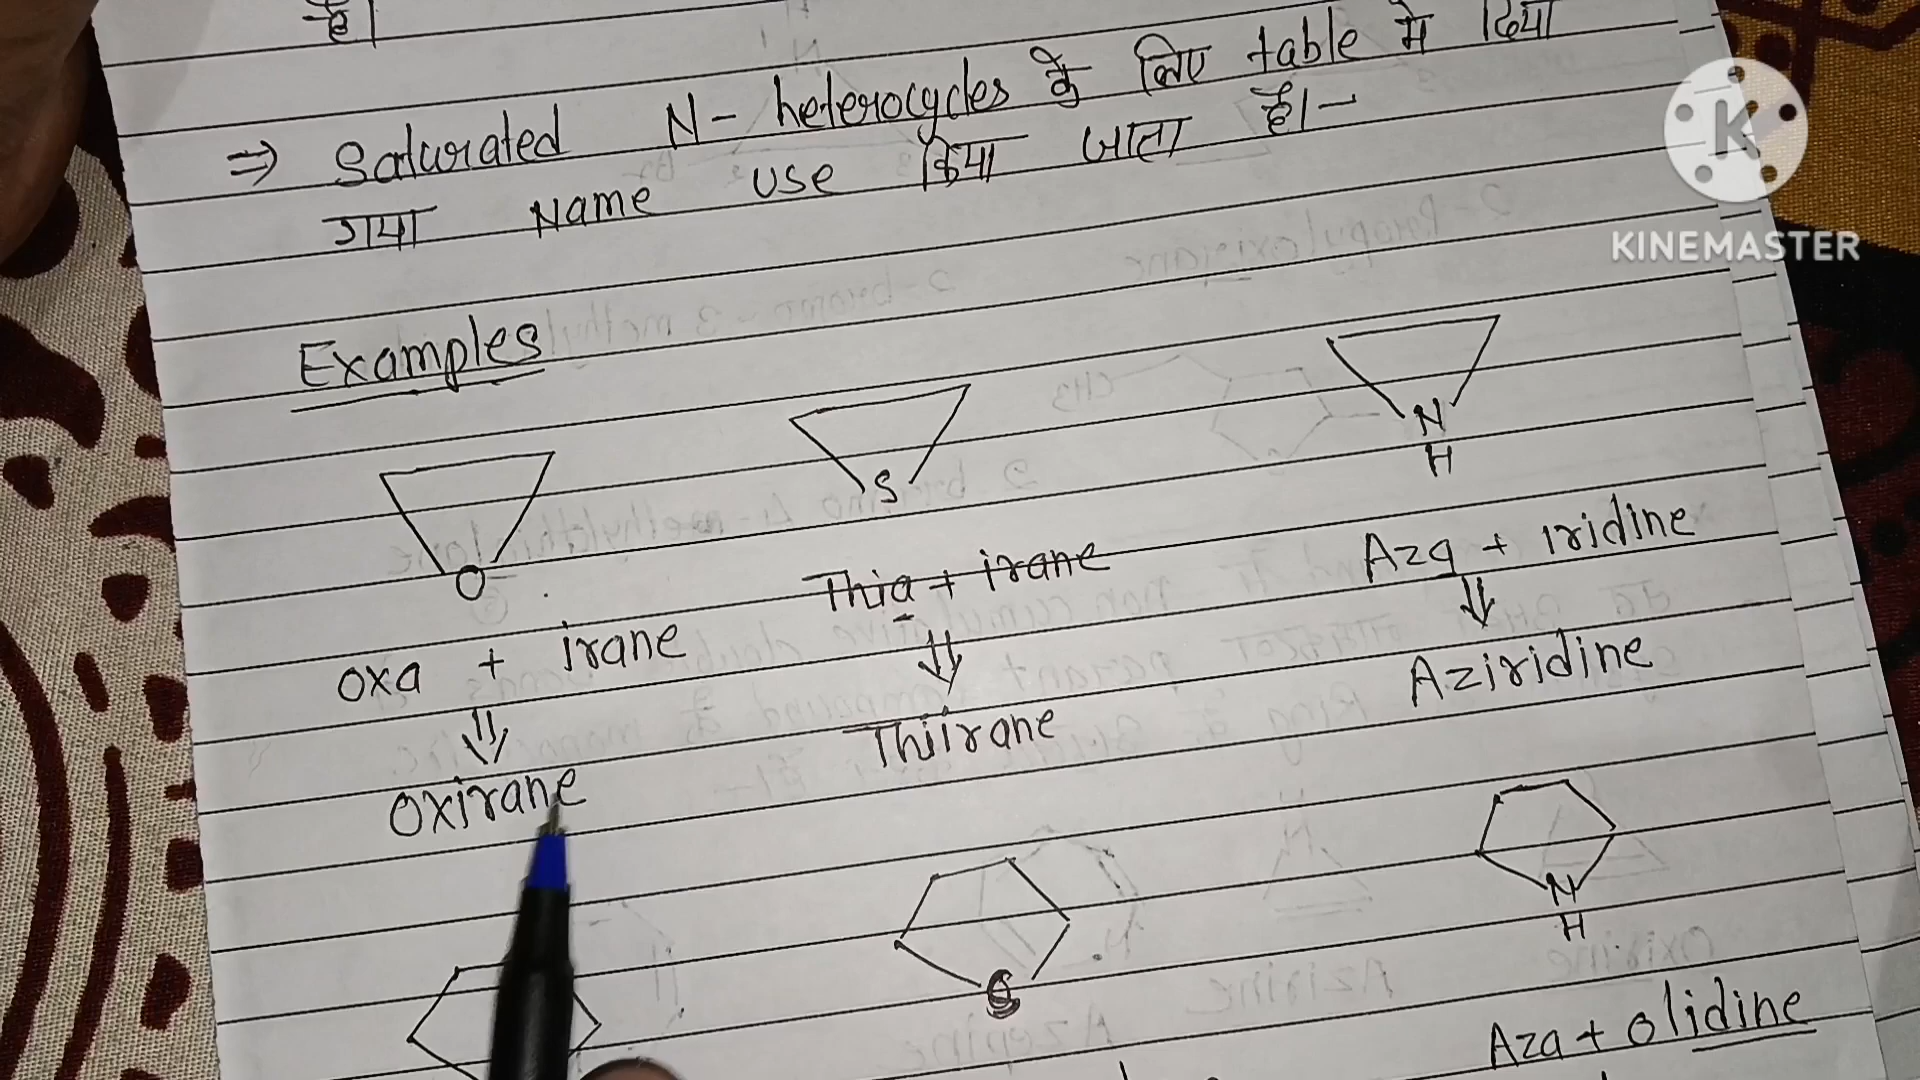 है।
⇒ Saturated N- heterocycles के लिए table में दिया
गया Name use किया जाता है।-
K
KINEMASTER
Examples
O
S
N
H
oxa + irane
Thia + irane
Aza + iridine
⇓
⇓
⇓
Oxirane
Thiirane
Aziridine
S
N
H
Aza + olidine